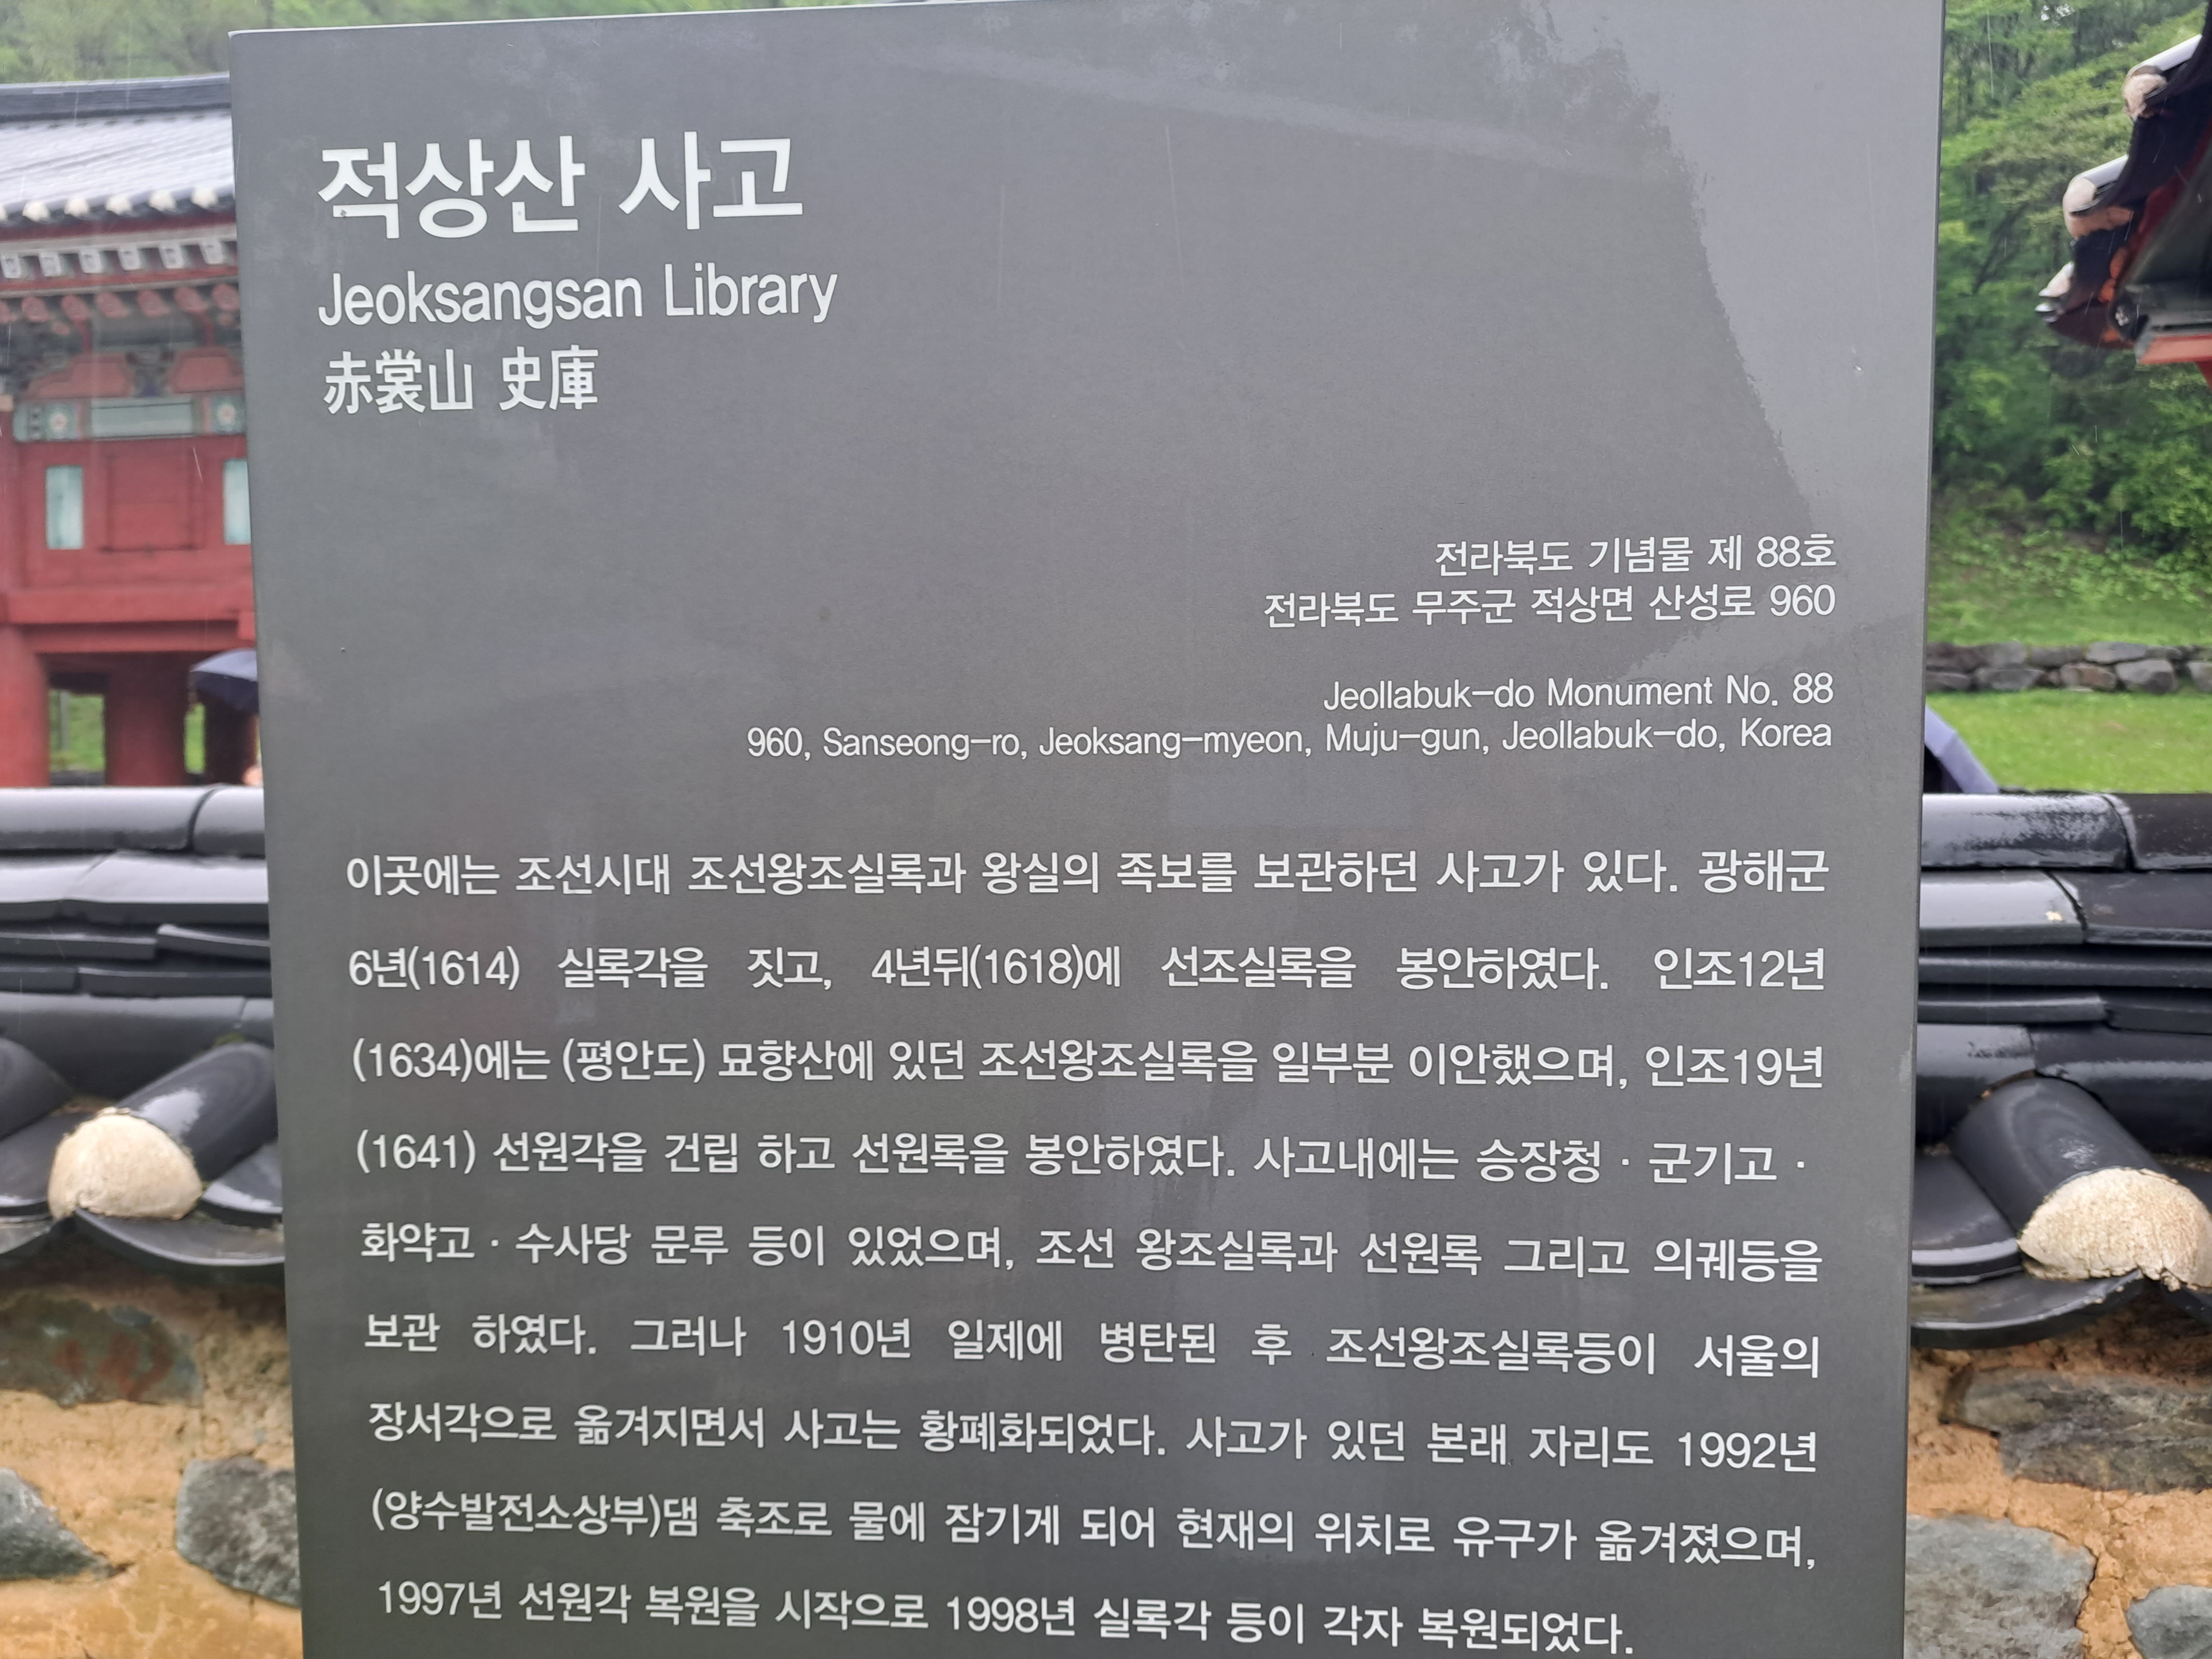 적상산 사고
Jeoksangsan Library
赤裳山 史庫
전라북도 기념물 제 88호
전라북도 무주군 적상면 산성로 960
Jeollabuk-do Monument No. 88
960, Sanseong-ro, Jeoksang-myeon, Muju-gun, Jeollabuk-do, Korea
이곳에는 조선시대 조선왕조실록과 왕실의 족보를 보관하던 사고가 있다. 광해군
6년(1614) 실록각을 짓고, 4년뒤(1618)에 선조실록을 봉안하였다. 인조12년
(1634)에는 (평안도) 묘향산에 있던 조선왕조실록을 일부분 이안했으며, 인조19년
(1641) 선원각을 건립 하고 선원록을 봉안하였다. 사고내에는 승장청 · 군기고 ·
화약고 · 수사당 문루 등이 있었으며, 조선 왕조실록과 선원록 그리고 의궤등을
보관 하였다. 그러나 1910년 일제에 병탄된 후 조선왕조실록등이 서울의
장서각으로 옮겨지면서 사고는 황폐화되었다. 사고가 있던 본래 자리도 1992년
(양수발전소상부)댐 축조로 물에 잠기게 되어 현재의 위치로 유구가 옮겨졌으며,
1997년 선원각 복원을 시작으로 1998년 실록각 등이 각자 복원되었다.